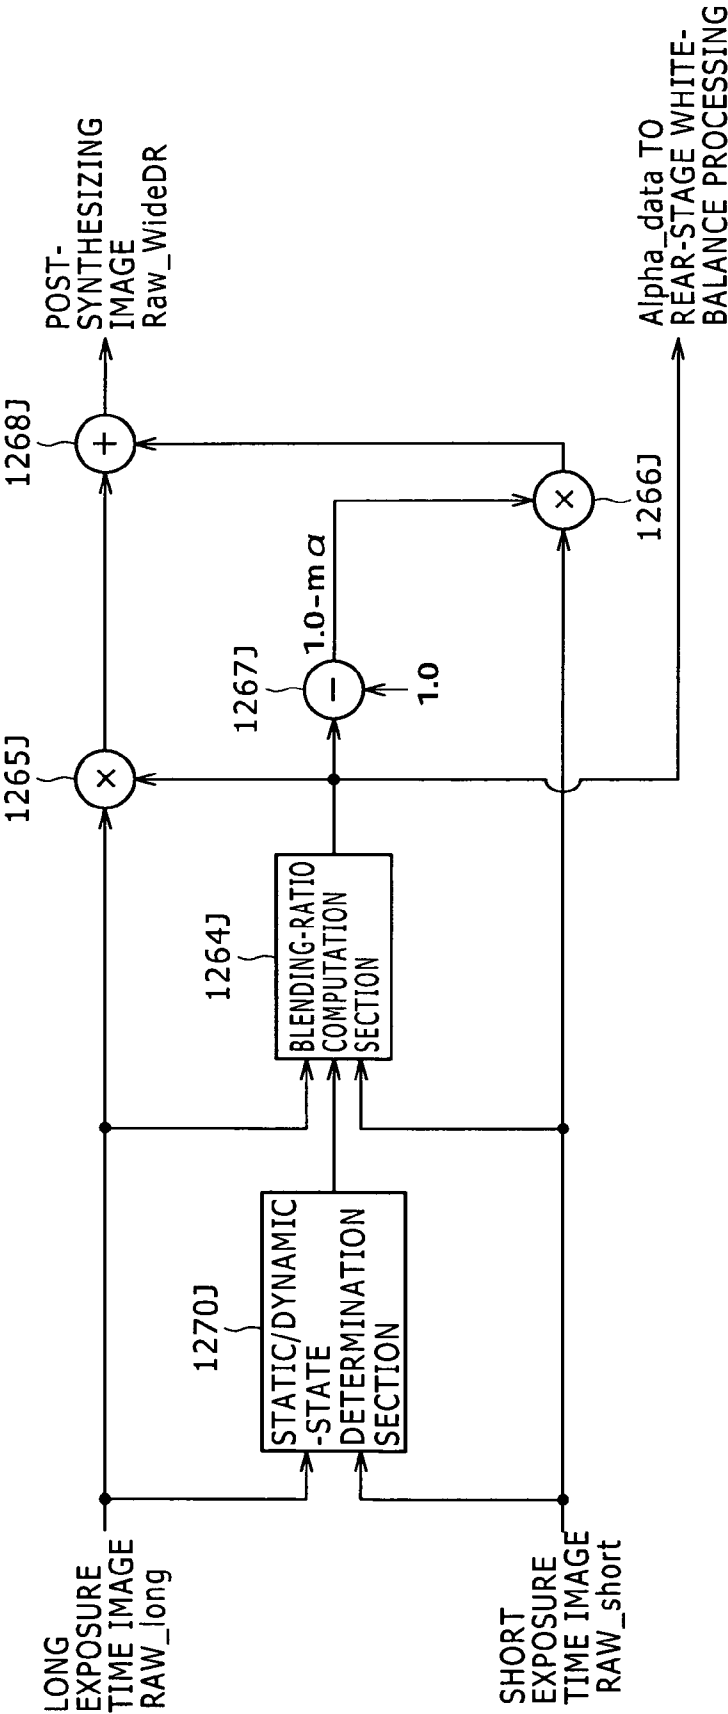 LONG
EXPOSURE
TIME IMAGE
RAW_long
SHORT
EXPOSURE
TIME IMAGE
RAW_short
1270J
STATIC/DYNAMIC
-STATE
DETERMINATION
SECTION
1264J
BLENDING-RATIO
COMPUTATION
SECTION
1265J
×
1267J
−
1.0
1.0-mα
1266J
×
1268J
+
POST-
SYNTHESIZING
IMAGE
Raw_WideDR
Alpha_data TO
REAR-STAGE WHITE-
BALANCE PROCESSING